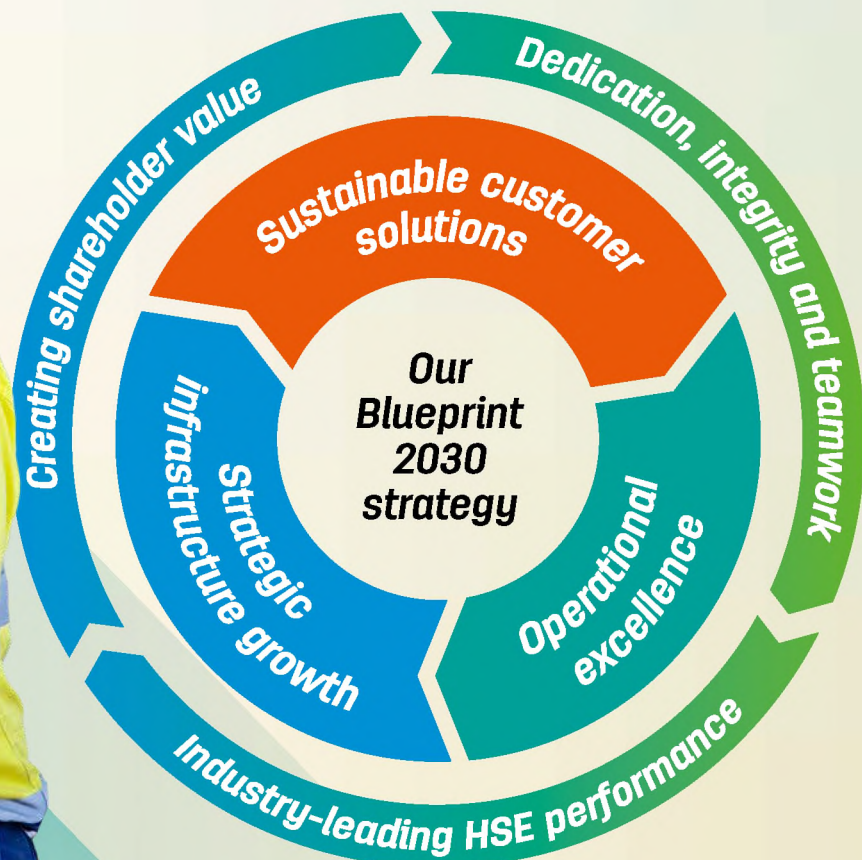 Creating shareholder value
Dedication, integrity and teamwork
Industry-leading HSE performance
Sustainable customer
solutions
Operational
excellence
Strategic
infrastructure growth
Our
Blueprint
2030
strategy